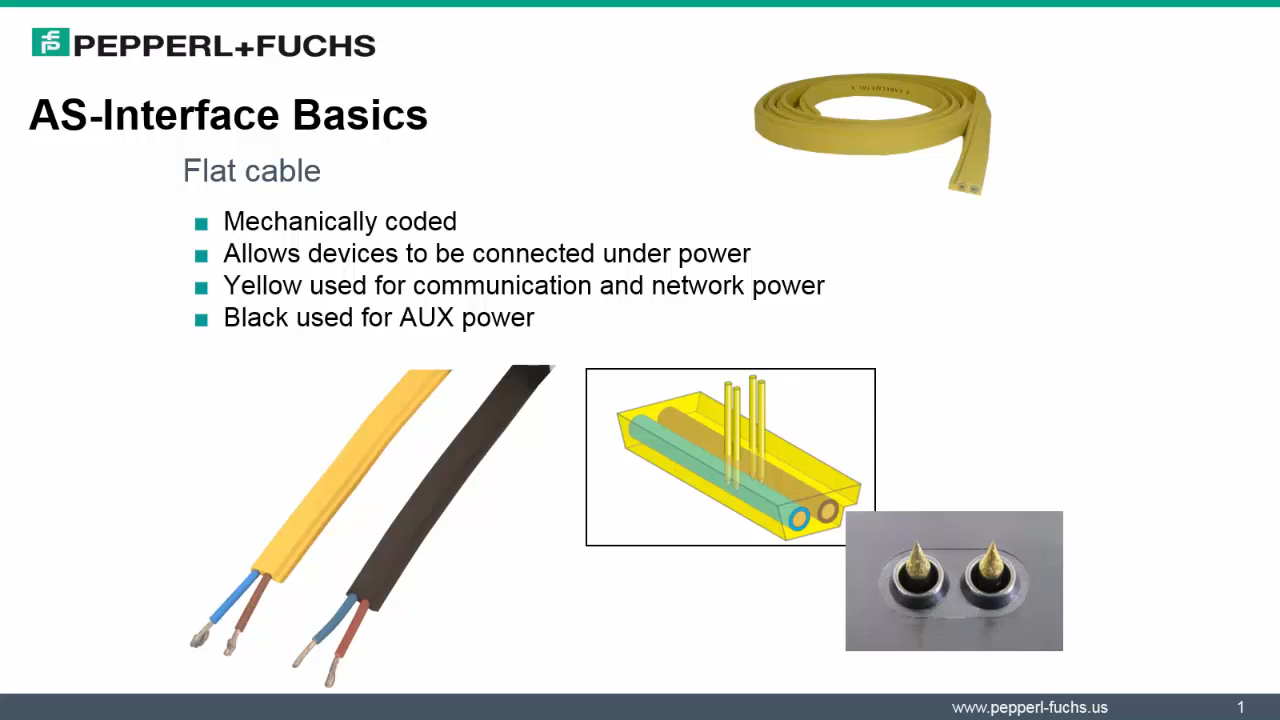 PEPPERL+FUCHS
AS-Interface Basics
Flat cable
Mechanically coded
Allows devices to be connected under power
Yellow used for communication and network power
Black used for AUX power
www.pepperl-fuchs.us 1